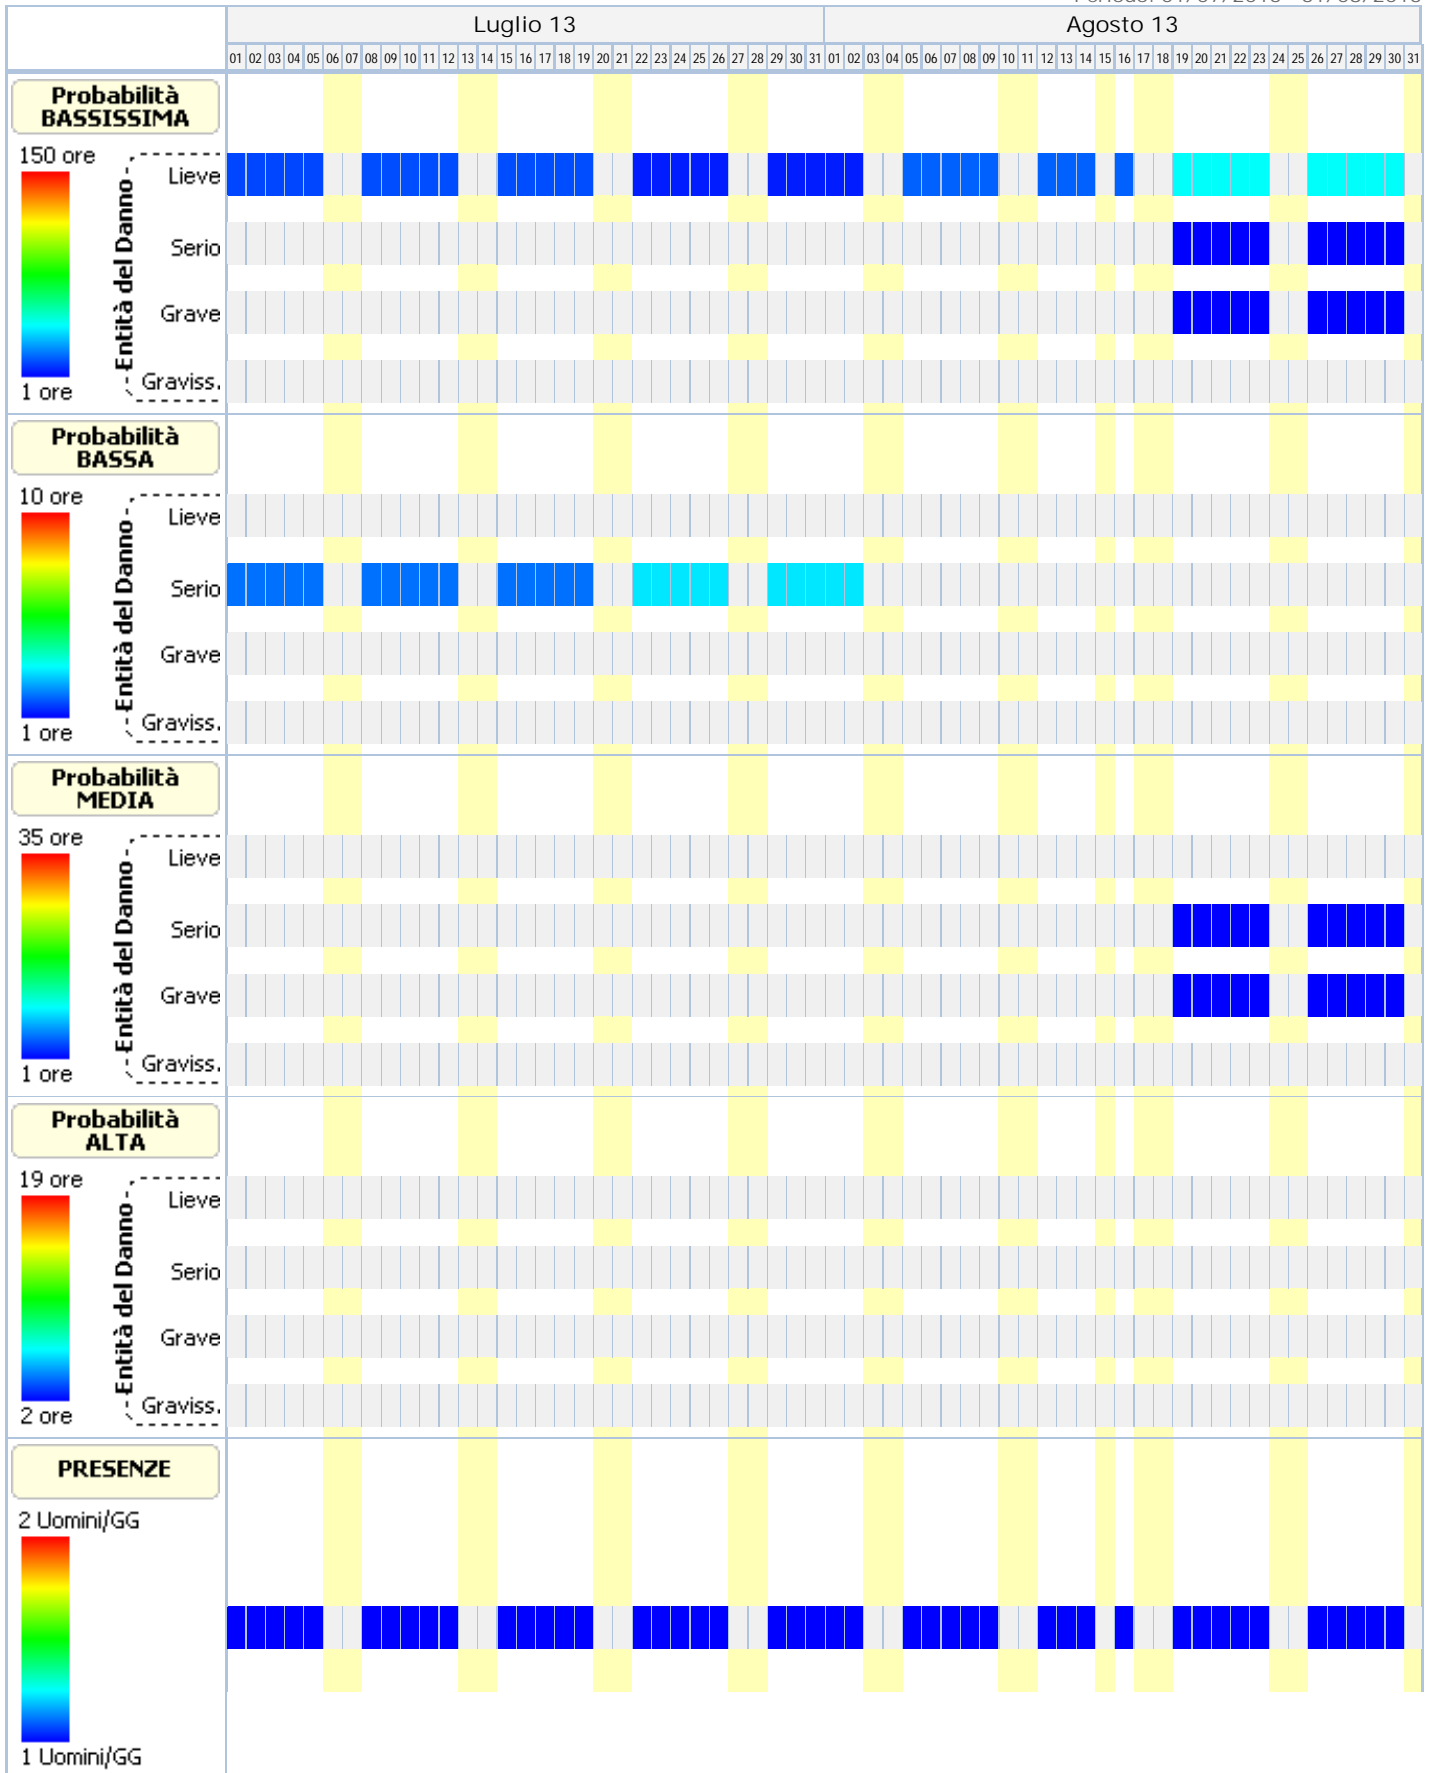 Luglio 13 Agosto 13
01 02 03 04 05 06 07 08 09 10 11 12 13 14 15 16 17 18 19 20 21 22 23 24 25 26 27 28 29 30 31 01 02 03 04 05 06 07 08 09 10 11 12 13 14 15 16 17 18 19 20 21 22 23 24 25 26 27 28 29 30 31
Probabilità
BASSISSIMA
150 ore
1 ore
Entità del Danno
Lieve
Serio
Grave
Graviss.
Probabilità
BASSA
10 ore
1 ore
Entità del Danno
Lieve
Serio
Grave
Graviss.
Probabilità
MEDIA
35 ore
1 ore
Entità del Danno
Lieve
Serio
Grave
Graviss.
Probabilità
ALTA
19 ore
2 ore
Entità del Danno
Lieve
Serio
Grave
Graviss.
PRESENZE
2 Uomini/GG
1 Uomini/GG